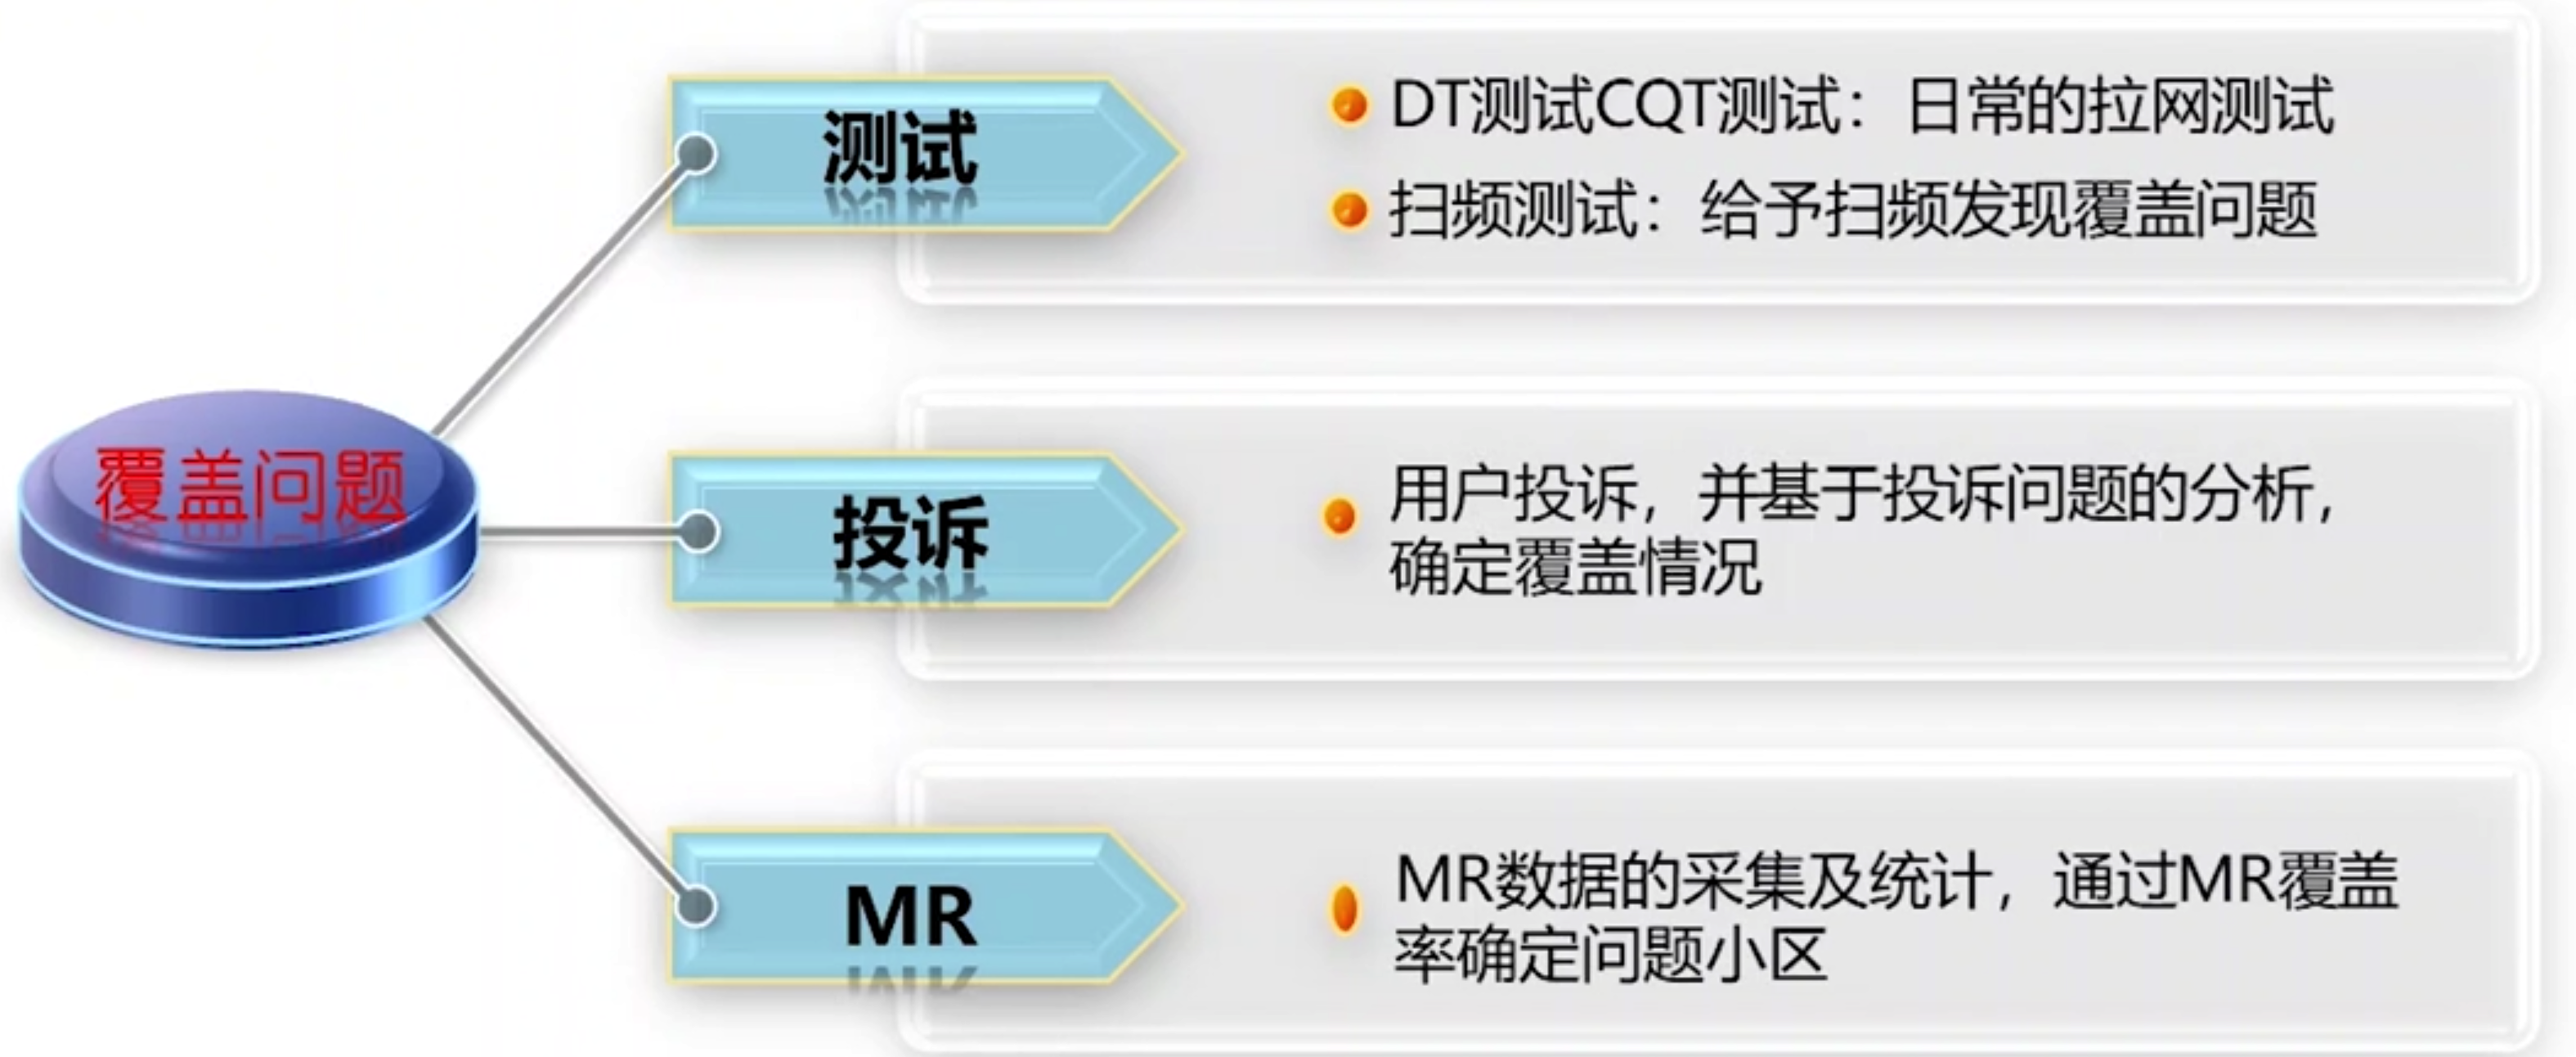 测试
DT测试CQT测试：日常的拉网测试
扫频测试：给予扫频发现覆盖问题
覆盖问题
投诉
用户投诉，并基于投诉问题的分析，
确定覆盖情况
MR
MR数据的采集及统计，通过MR覆盖
率确定问题小区